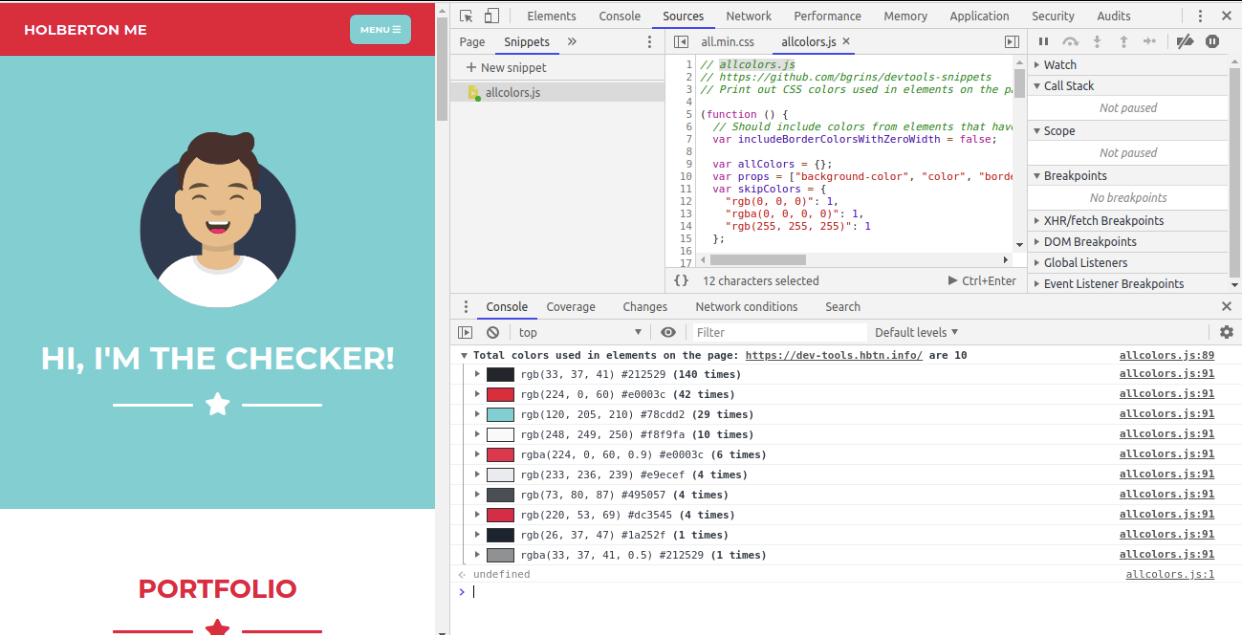 HOLBERTON ME
MENU
HI, I'M THE CHECKER!
PORTFOLIO
Elements Console Sources Network Performance Memory Application Security Audits
Page Snippets
all.min.css allcolors.js
+ New snippet
allcolors.js
1 // allcolors.js
2 // https://github.com/bgrins/devtools-snippets
3 // Print out CSS colors used in elements on the
4
5 (function () {
6 // Should include colors from elements that have
7 var includeBorderColorsWithZeroWidth = false;
8
9 var allColors = {};
10 var props = ["background-color", "color", "borde
11 var skipColors = {
12 "rgb(0, 0, 0)": 1,
13 "rgba(0, 0, 0, 0)": 1,
14 "rgb(255, 255, 255)": 1
15 };
16
17
{} 12 characters selected Ctrl+Enter
Watch
Call Stack
Not paused
Scope
Not paused
Breakpoints
No breakpoints
XHR/fetch Breakpoints
DOM Breakpoints
Global Listeners
Event Listener Breakpoints
Console Coverage Changes Network conditions Search
top Filter Default levels
Total colors used in elements on the page: https://dev-tools.hbtn.info/ are 10 allcolors.js:89
rgb(33, 37, 41) #212529 (140 times) allcolors.js:91
rgb(224, 0, 60) #e0003c (42 times) allcolors.js:91
rgb(120, 205, 210) #78cdd2 (29 times) allcolors.js:91
rgb(248, 249, 250) #f8f9fa (10 times) allcolors.js:91
rgba(224, 0, 60, 0.9) #e0003c (6 times) allcolors.js:91
rgb(233, 236, 239) #e9ecef (4 times) allcolors.js:91
rgb(73, 80, 87) #495057 (4 times) allcolors.js:91
rgb(220, 53, 69) #dc3545 (4 times) allcolors.js:91
rgb(26, 37, 47) #1a252f (1 times) allcolors.js:91
rgba(33, 37, 41, 0.5) #212529 (1 times) allcolors.js:91
undefined allcolors.js:1